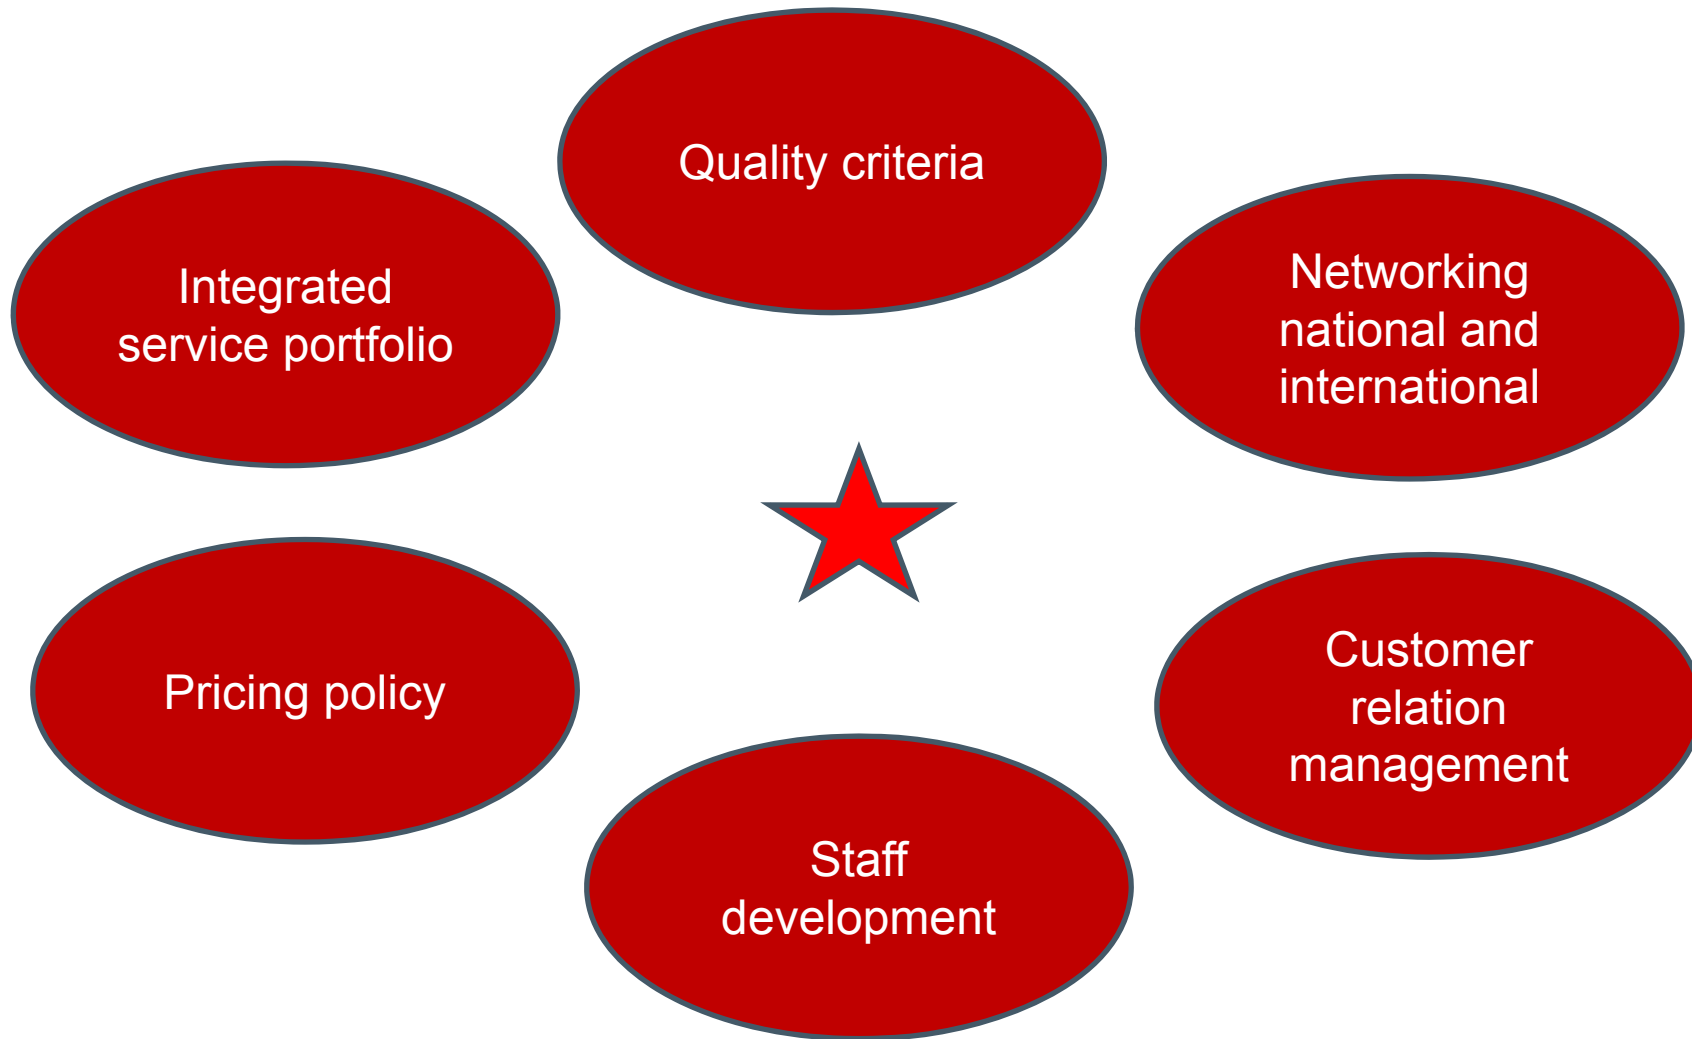 Quality criteria
Integrated
service portfolio
Networking
national and
international
Pricing policy
Customer
relation
management
Staff
development